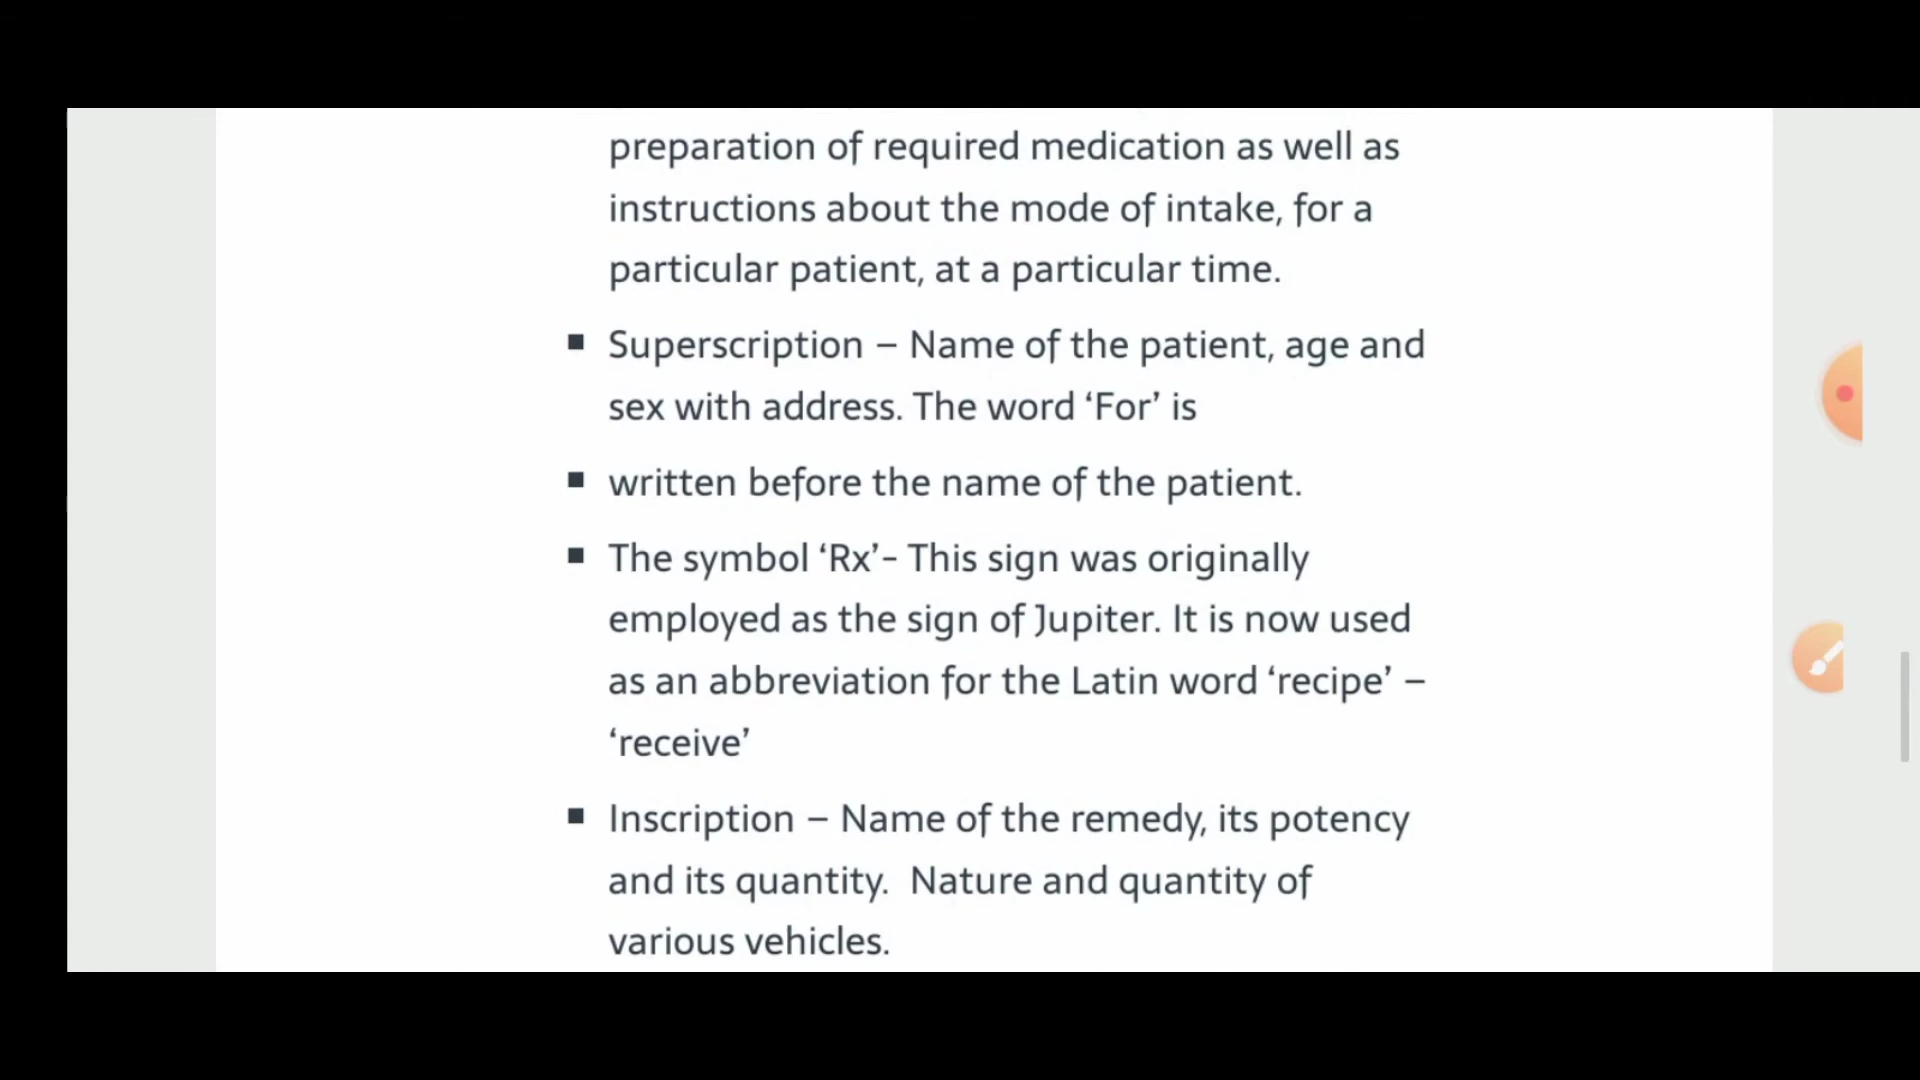 preparation of required medication as well as
instructions about the mode of intake, for a
particular patient, at a particular time.
▪ Superscription – Name of the patient, age and
sex with address. The word ‘For’ is
▪ written before the name of the patient.
▪ The symbol ‘Rx’- This sign was originally
employed as the sign of Jupiter. It is now used
as an abbreviation for the Latin word ‘recipe’ –
‘receive’
▪ Inscription – Name of the remedy, its potency
and its quantity.  Nature and quantity of
various vehicles.